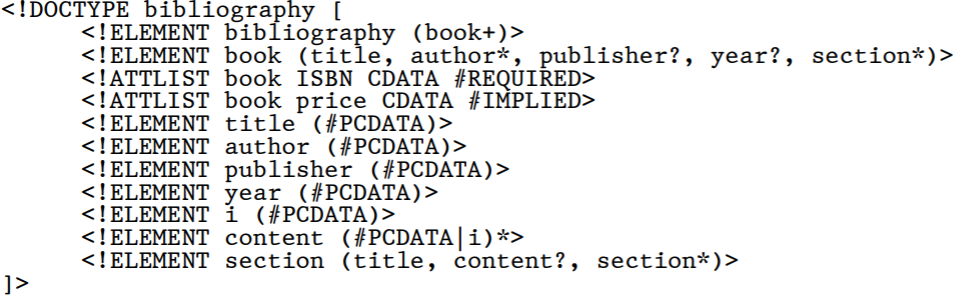 <!DOCTYPE bibliography [
<!ELEMENT bibliography (book+)>
<!ELEMENT book (title, author*, publisher?, year?, section*)>
<!ATTLIST book ISBN CDATA #REQUIRED>
<!ATTLIST book price CDATA #IMPLIED>
<!ELEMENT title (#PCDATA)>
<!ELEMENT author (#PCDATA)>
<!ELEMENT publisher (#PCDATA)>
<!ELEMENT year (#PCDATA)>
<!ELEMENT i (#PCDATA)>
<!ELEMENT content (#PCDATA|i)*>
<!ELEMENT section (title, content?, section*)>
]>